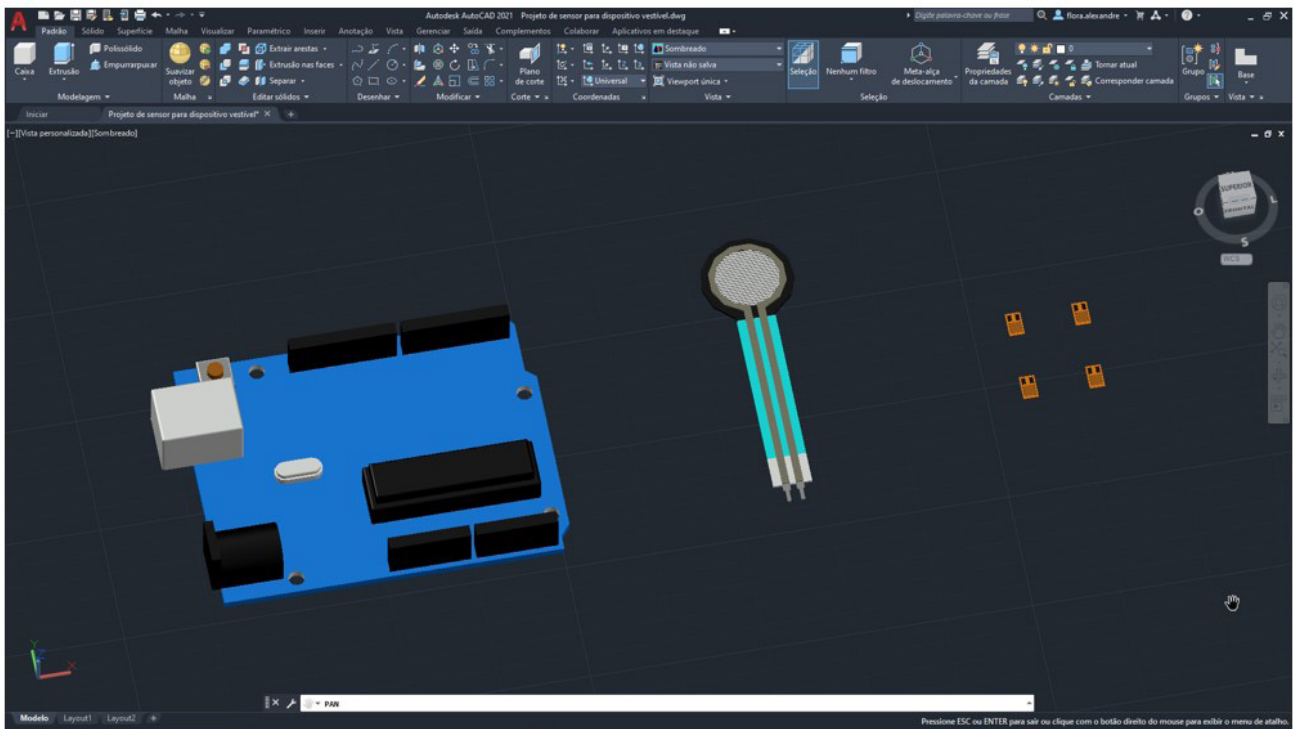 Autodesk AutoCAD 2021 Projeto de sensor para dispositivo vestível.dwg
Digite palavra-chave ou frase
flora.alexandre
Padrão Sólido Superfície Malha Visualizar Paramétrico Inserir Anotação Vista Gerenciar Saída Complementos Colaborar Aplicativos em destaque
Caixa
Extrusão
Polissólido
Empurrarpuxar
Suavizar objeto
Extrair arestas
Extrusão nas faces
Separar
Plano de corte
Universal
Sombreado
Vista não salva
Viewport única
Seleção
Nenhum filtro
Meta-alça de deslocamento
Propriedades da camada
0
Tornar atual
Corresponder camada
Grupo
Base
Modelagem Malha Editar sólidos Desenhar Modificar Corte Coordenadas Vista Seleção Camadas Grupos Vista
Iniciar Projeto de sensor para dispositivo vestível* +
[−][Vista personalizada][Sombreado]
SUPERIOR
FRONTAL
O
L
S
WCS
Y
Z
X
PAN
Modelo Layout1 Layout2 +
Pressione ESC ou ENTER para sair ou clique com o botão direito do mouse para exibir o menu de atalho.